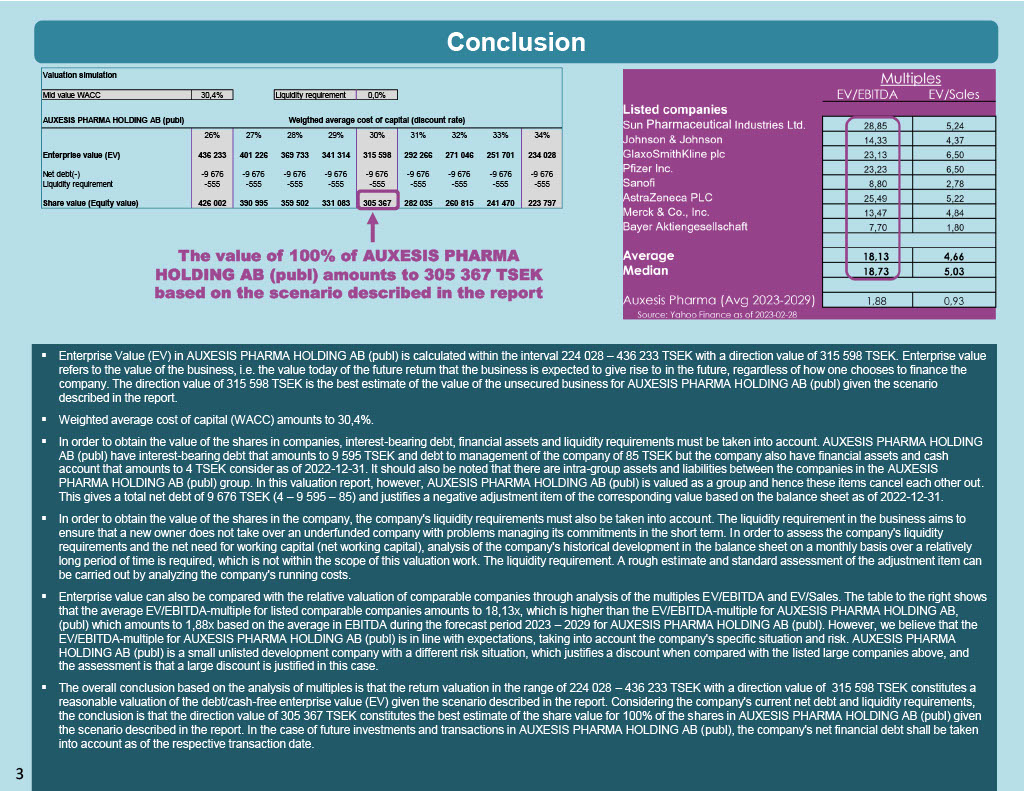 Conclusion
Valuation simulation
Mid value WACC 30,4% Liquidity requirement 0,0%
AUXESIS PHARMA HOLDING AB (publ) Weigthed average cost of capital (discount rate)
26% 27% 28% 29% 30% 31% 32% 33% 34%
Enterprise value (EV) 436 233 401 226 369 733 341 314 315 598 292 266 271 046 251 701 234 028
Net debt(-) -9 676 -9 676 -9 676 -9 676 -9 676 -9 676 -9 676 -9 676 -9 676
Liquidity requirement -555 -555 -555 -555 -555 -555 -555 -555 -555
Share value (Equity value) 426 002 390 995 359 502 331 083 305 367 282 035 260 815 241 470 223 797
The value of 100% of AUXESIS PHARMA
HOLDING AB (publ) amounts to 305 367 TSEK
based on the scenario described in the report
Multiples
EV/EBITDA EV/Sales
Listed companies
Sun Pharmaceutical Industries Ltd. 28,85 5,24
Johnson & Johnson 14,33 4,37
GlaxoSmithKline plc 23,13 6,50
Pfizer Inc. 23,23 6,50
Sanofi 8,80 2,78
AstraZeneca PLC 25,49 5,22
Merck & Co., Inc. 13,47 4,84
Bayer Aktiengesellschaft 7,70 1,80
Average 18,13 4,66
Median 18,73 5,03
Auxesis Pharma (Avg 2023-2029) 1,88 0,93
Source: Yahoo Finance as of 2023-02-28
▪ Enterprise Value (EV) in AUXESIS PHARMA HOLDING AB (publ) is calculated within the interval 224 028 – 436 233 TSEK with a direction value of 315 598 TSEK. Enterprise value
refers to the value of the business, i.e. the value today of the future return that the business is expected to give rise to in the future, regardless of how one chooses to finance the
company. The direction value of 315 598 TSEK is the best estimate of the value of the unsecured business for AUXESIS PHARMA HOLDING AB (publ) given the scenario
described in the report.
▪ Weighted average cost of capital (WACC) amounts to 30,4%.
▪ In order to obtain the value of the shares in companies, interest-bearing debt, financial assets and liquidity requirements must be taken into account. AUXESIS PHARMA HOLDING
AB (publ) have interest-bearing debt that amounts to 9 595 TSEK and debt to management of the company of 85 TSEK but the company also have financial assets and cash
account that amounts to 4 TSEK consider as of 2022-12-31. It should also be noted that there are intra-group assets and liabilities between the companies in the AUXESIS
PHARMA HOLDING AB (publ) group. In this valuation report, however, AUXESIS PHARMA HOLDING AB (publ) is valued as a group and hence these items cancel each other out.
This gives a total net debt of 9 676 TSEK (4 – 9 595 – 85) and justifies a negative adjustment item of the corresponding value based on the balance sheet as of 2022-12-31.
▪ In order to obtain the value of the shares in the company, the company's liquidity requirements must also be taken into account. The liquidity requirement in the business aims to
ensure that a new owner does not take over an underfunded company with problems managing its commitments in the short term. In order to assess the company's liquidity
requirements and the net need for working capital (net working capital), analysis of the company's historical development in the balance sheet on a monthly basis over a relatively
long period of time is required, which is not within the scope of this valuation work. The liquidity requirement. A rough estimate and standard assessment of the adjustment item can
be carried out by analyzing the company's running costs.
▪ Enterprise value can also be compared with the relative valuation of comparable companies through analysis of the multiples EV/EBITDA and EV/Sales. The table to the right shows
that the average EV/EBITDA-multiple for listed comparable companies amounts to 18,13x, which is higher than the EV/EBITDA-multiple for AUXESIS PHARMA HOLDING AB,
(publ) which amounts to 1,88x based on the average in EBITDA during the forecast period 2023 – 2029 for AUXESIS PHARMA HOLDING AB (publ). However, we believe that the
EV/EBITDA-multiple for AUXESIS PHARMA HOLDING AB (publ) is in line with expectations, taking into account the company's specific situation and risk. AUXESIS PHARMA
HOLDING AB (publ) is a small unlisted development company with a different risk situation, which justifies a discount when compared with the listed large companies above, and
the assessment is that a large discount is justified in this case.
▪ The overall conclusion based on the analysis of multiples is that the return valuation in the range of 224 028 – 436 233 TSEK with a direction value of 315 598 TSEK constitutes a
reasonable valuation of the debt/cash-free enterprise value (EV) given the scenario described in the report. Considering the company's current net debt and liquidity requirements,
the conclusion is that the direction value of 305 367 TSEK constitutes the best estimate of the share value for 100% of the shares in AUXESIS PHARMA HOLDING AB (publ) given
the scenario described in the report. In the case of future investments and transactions in AUXESIS PHARMA HOLDING AB (publ), the company's net financial debt shall be taken
into account as of the respective transaction date.
3